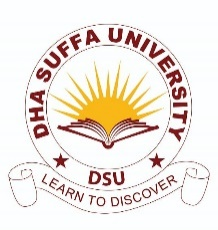 DHA SUFFA UNIVERSITY
DSU
LEARN TO DISCOVER